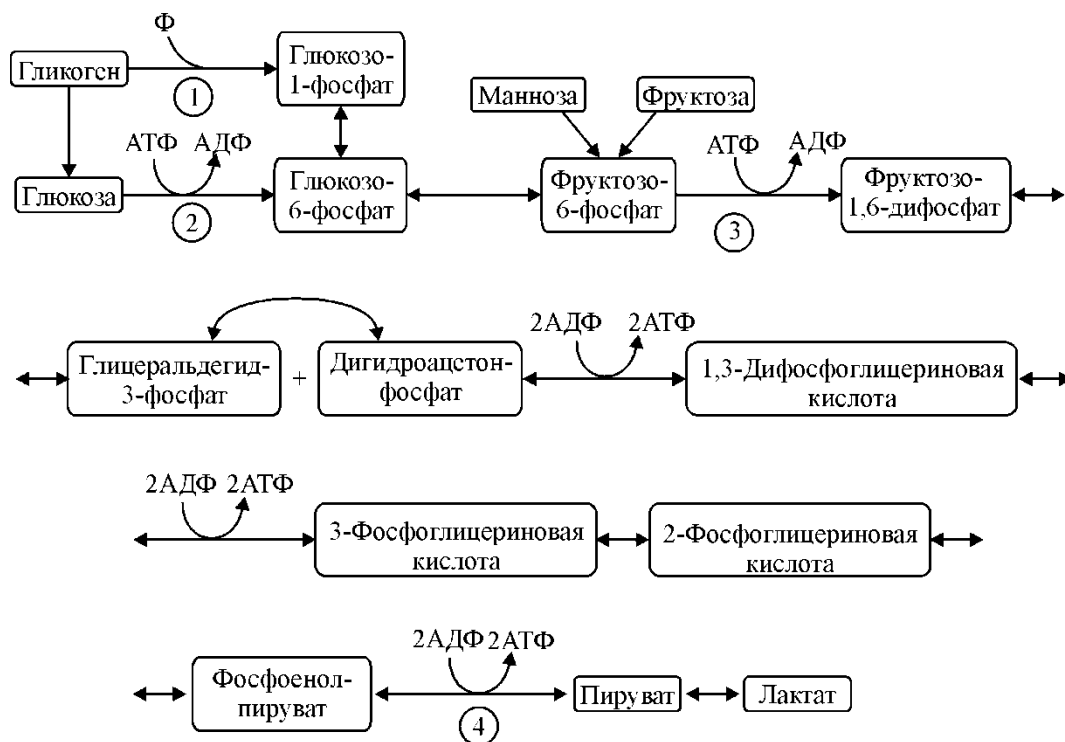 Ф
Гликоген
Глюкозо-
1-фосфат
1
Манноза
Фруктоза
АТФ
АДФ
АТФ
АДФ
Глюкоза
Глюкозо-
6-фосфат
Фруктозо-
6-фосфат
Фруктозо-
1,6-дифосфат
2
3
2АДФ
2АТФ
Глицеральдегид-
3-фосфат
+
Дигидроацстон-
фосфат
1,3-Дифосфоглицериновая
кислота
2АДФ 2АТФ
3-Фосфоглицериновая
кислота
2-Фосфоглицериновая
кислота
2АДФ 2АТФ
Фосфоенол-
пируват
Пируват
Лактат
4